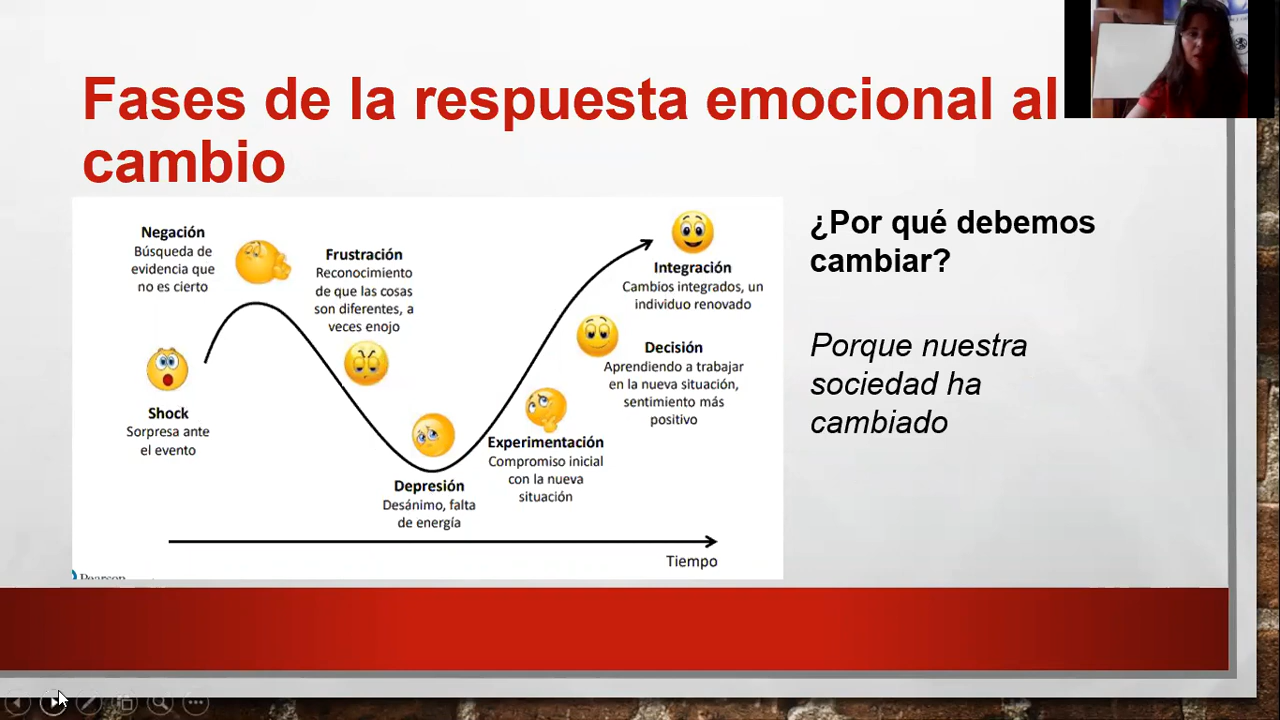 Fases de la respuesta emocional al
cambio
Negación
Búsqueda de
evidencia que
no es cierto
Frustración
Reconocimiento
de que las cosas
son diferentes, a
veces enojo
Shock
Sorpresa ante
el evento
Depresión
Desánimo, falta
de energía
Experimentación
Compromiso inicial
con la nueva
situación
Decisión
Aprendiendo a trabajar
en la nueva situación,
sentimiento más
positivo
Integración
Cambios integrados, un
individuo renovado
Tiempo
Pearson
¿Por qué debemos
cambiar?
Porque nuestra
sociedad ha
cambiado